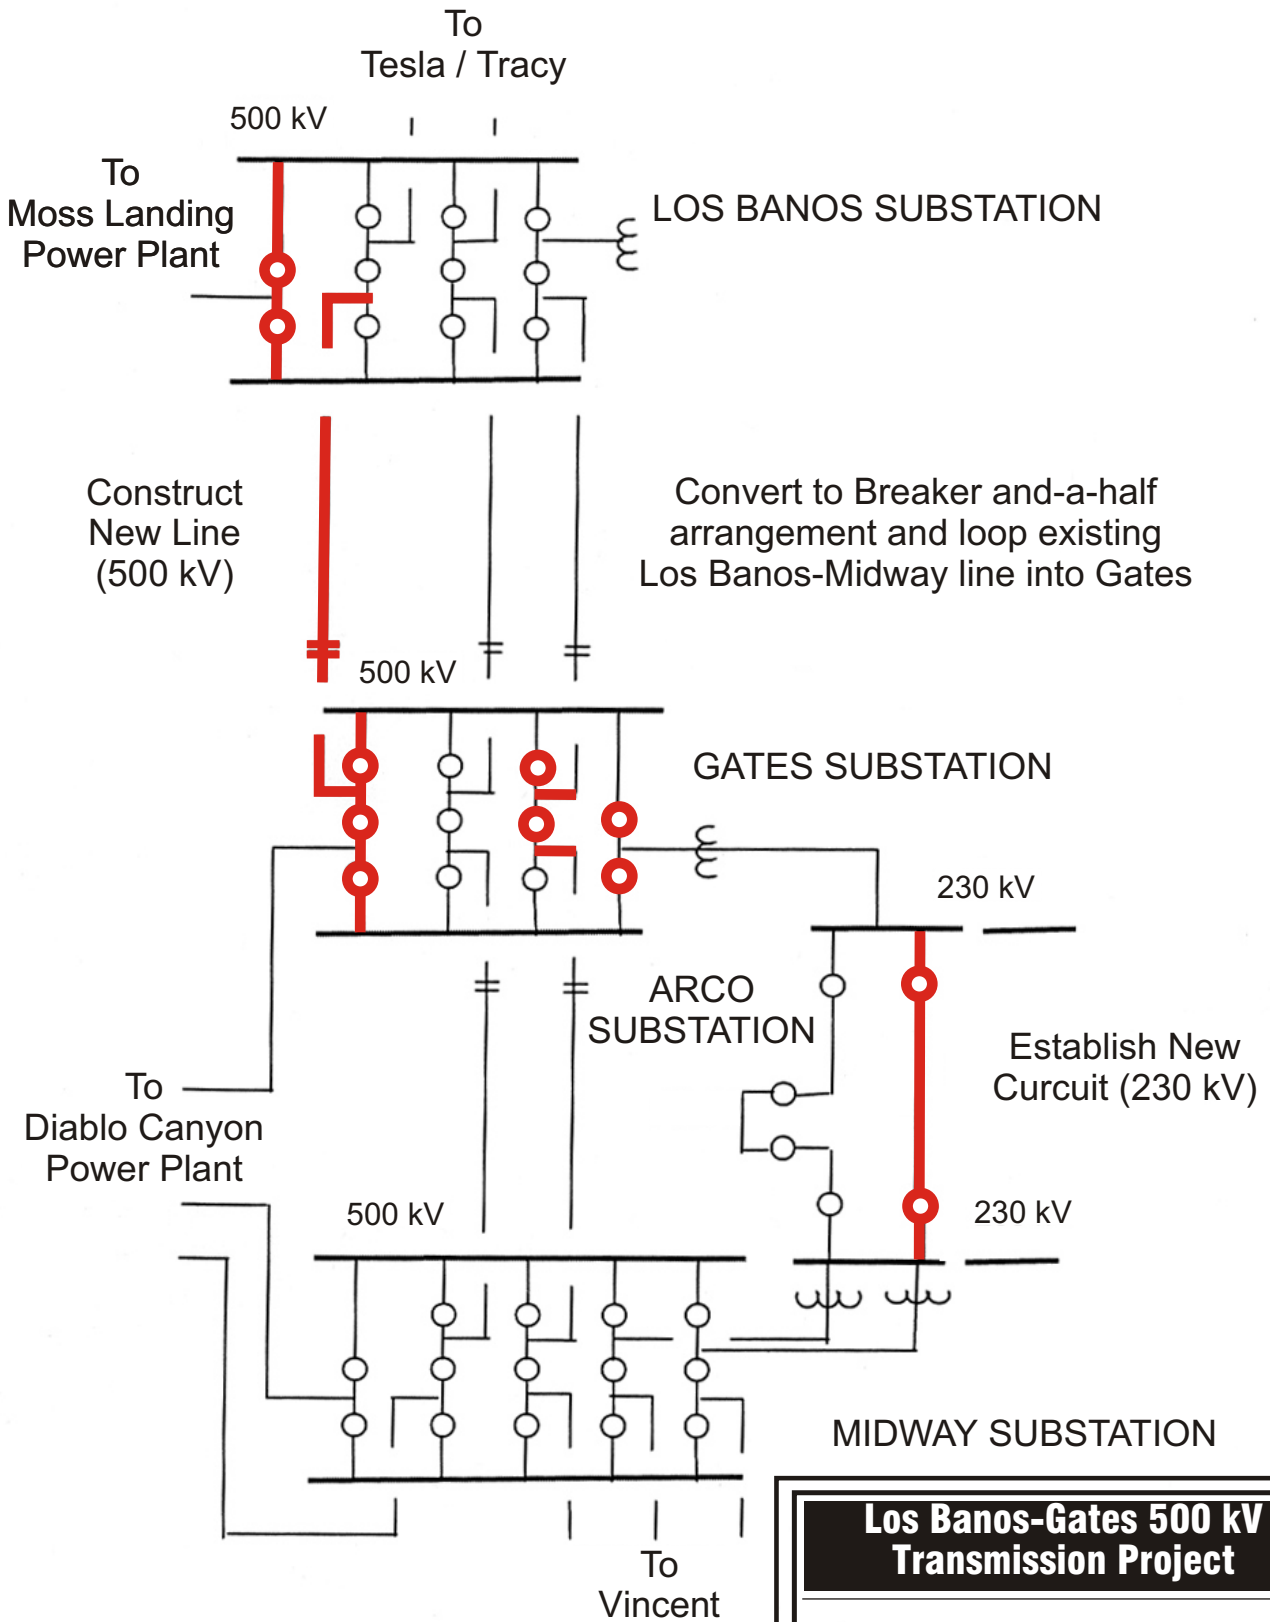 To
Tesla / Tracy
500 kV
To
Moss Landing
Power Plant
LOS BANOS SUBSTATION
Construct
New Line
(500 kV)
Convert to Breaker and-a-half
arrangement and loop existing
Los Banos-Midway line into Gates
500 kV
GATES SUBSTATION
230 kV
ARCO
SUBSTATION
Establish New
Curcuit (230 kV)
To
Diablo Canyon
Power Plant
500 kV
230 kV
MIDWAY SUBSTATION
Los Banos-Gates 500 kV
Transmission Project
To
Vincent